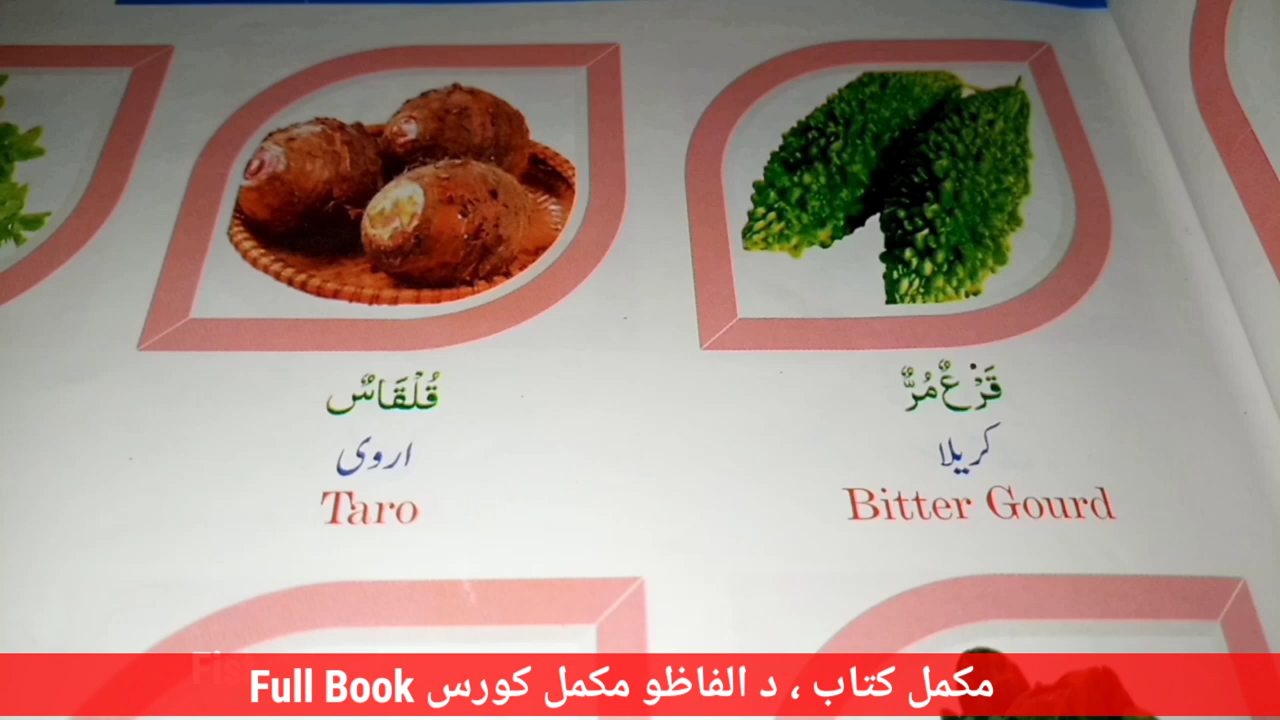 قُلْقَاسٌ
اروی
Taro
قَرْعٌ مُرٌّ
کریلا
Bitter Gourd
Full Book مکمل کتاب ، د الفاظو مکمل کورس